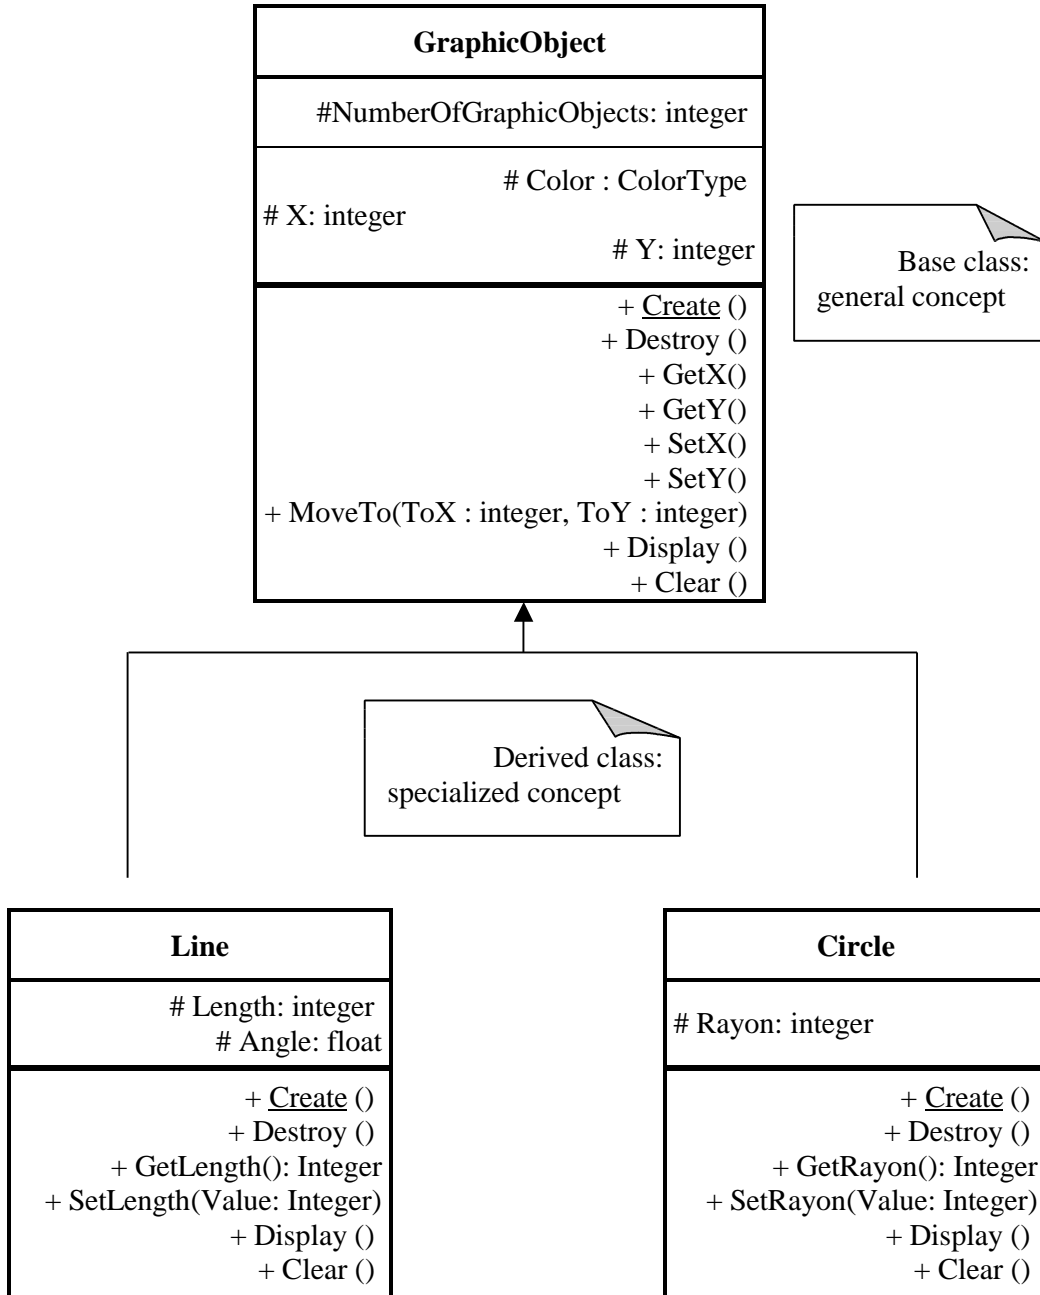 GraphicObject
#NumberOfGraphicObjects: integer
# Color : ColorType
# X: integer
# Y: integer
+ Create ()
+ Destroy ()
+ GetX()
+ GetY()
+ SetX()
+ SetY()
+ MoveTo(ToX : integer, ToY : integer)
+ Display ()
+ Clear ()
Base class:
general concept
Derived class:
specialized concept
Line
# Length: integer
# Angle: float
+ Create ()
+ Destroy ()
+ GetLength(): Integer
+ SetLength(Value: Integer)
+ Display ()
+ Clear ()
Circle
# Rayon: integer
+ Create ()
+ Destroy ()
+ GetRayon(): Integer
+ SetRayon(Value: Integer)
+ Display ()
+ Clear ()